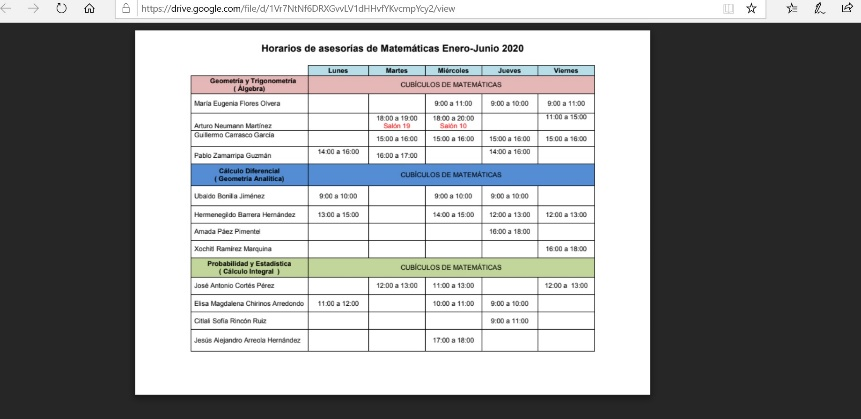 https://drive.google.com/file/d/1Vr7NtNf6DRXGvvLV1dHHvfYKvcmpYcy2/view
Horarios de asesorías de Matemáticas Enero-Junio 2020
Lunes Martes Miércoles Jueves Viernes
Geometría y Trigonometría
( Álgebra) CUBÍCULOS DE MATEMÁTICAS
María Eugenia Flores Olvera 9:00 a 11:00 9:00 a 10:00 9:00 a 11:00
18:00 a 19:00 18:00 a 20:00 11:00 a 15:00
Arturo Neumann Martínez Salón 19 Salón 10
Guillermo Carrasco García 15:00 a 16:00 15:00 a 16:00 15:00 a 16:00 15:00 a 16:00
Pablo Zamarripa Guzmán 14:00 a 16:00 16:00 a 17:00 14:00 a 16:00
Cálculo Diferencial
( Geometría Analítica) CUBÍCULOS DE MATEMÁTICAS
Ubaldo Bonilla Jiménez 9:00 a 10:00 9:00 a 10:00 9:00 a 10:00
Hermenegildo Barrera Hernández 13:00 a 15:00 14:00 a 15:00 12:00 a 13:00 12:00 a 13:00
Amada Páez Pimentel 16:00 a 18:00
Xochitl Ramírez Marquina 16:00 a 18:00
Probabilidad y Estadística
( Cálculo Integral ) CUBÍCULOS DE MATEMÁTICAS
José Antonio Cortés Pérez 12:00 a 13:00 11:00 a 13:00 12:00 a 13:00
Elisa Magdalena Chirinos Arredondo 11:00 a 12:00 10:00 a 11:00 9:00 a 10:00
Citlali Sofía Rincón Ruiz 9:00 a 11:00
Jesús Alejandro Arreola Hernández 17:00 a 18:00